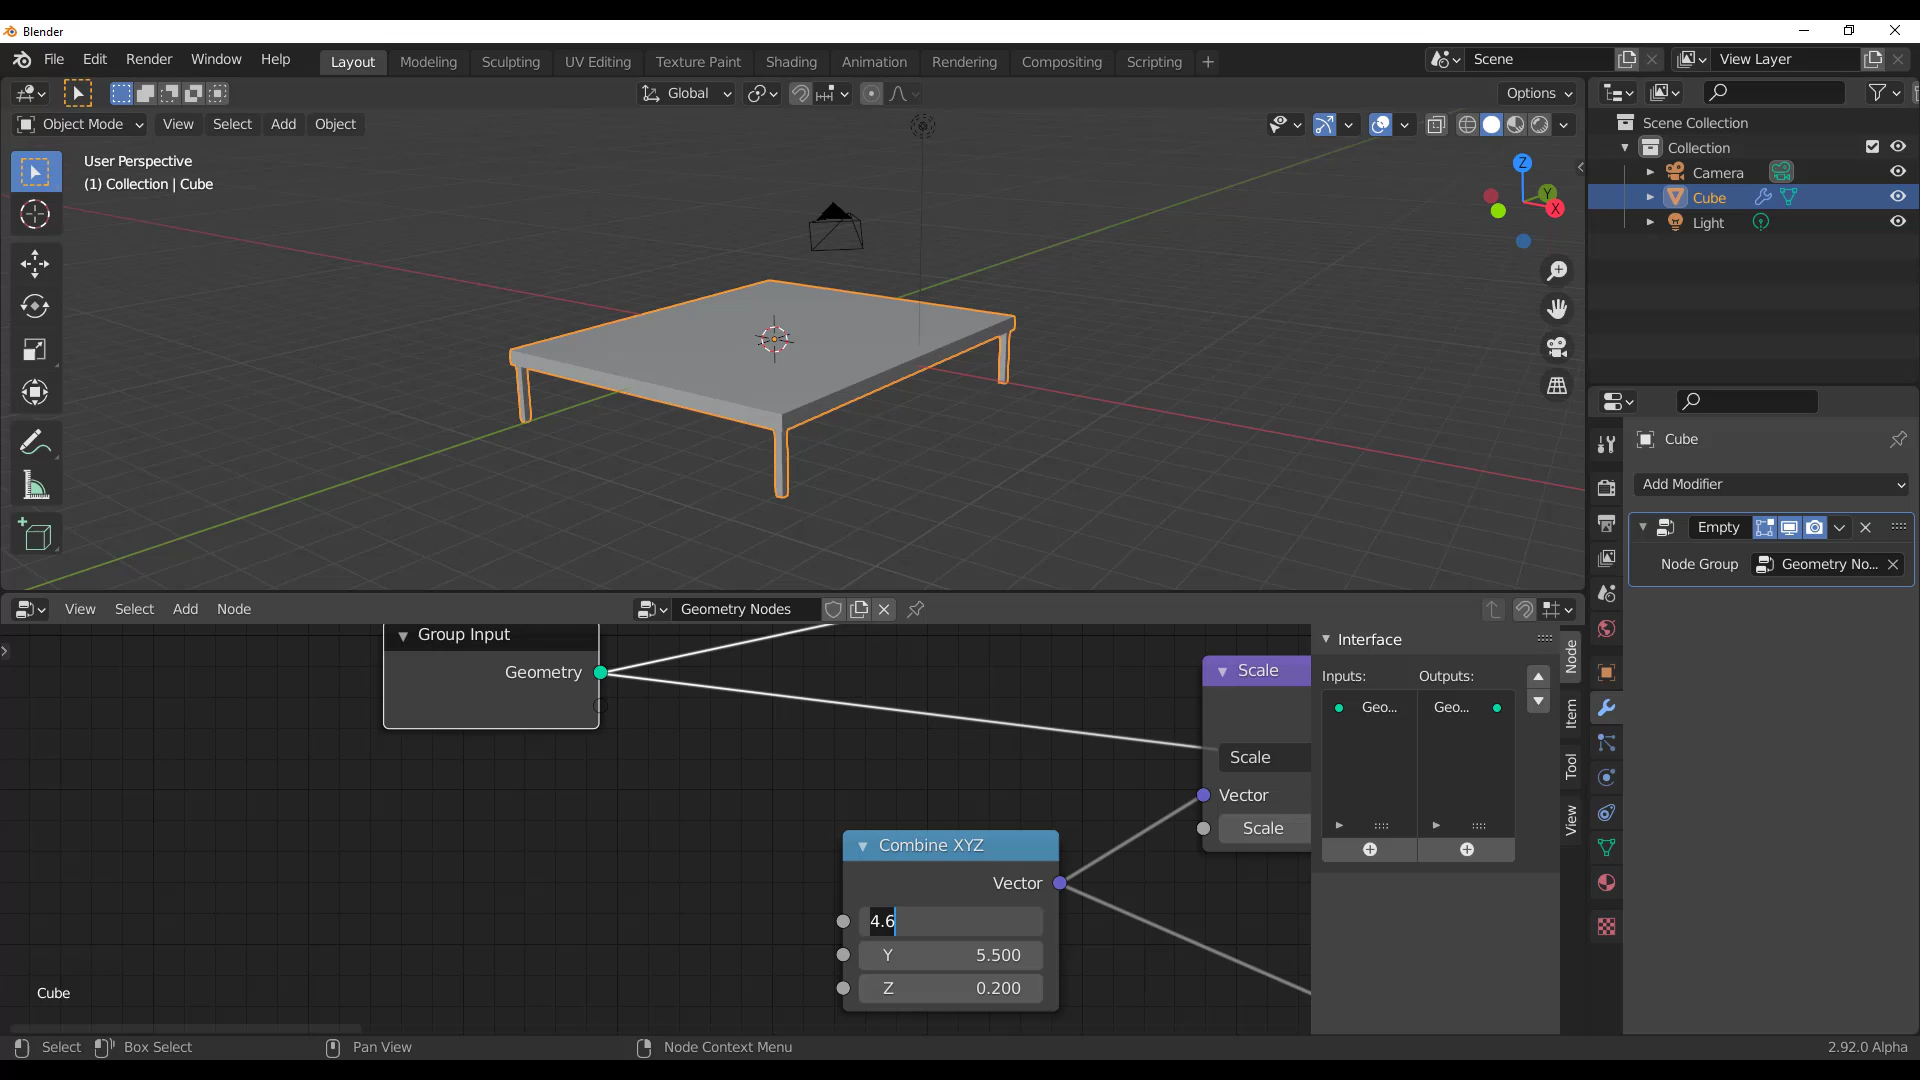 Blender
File Edit Render Window Help Layout Modeling Sculpting UV Editing Texture Paint Shading Animation Rendering Compositing Scripting + Scene View Layer
Global Options
Object Mode View Select Add Object
User Perspective
(1) Collection | Cube
Z
Y
X
Scene Collection
Collection
Camera
Cube
Light
Cube
Add Modifier
Empty
Node Group Geometry No...
View Select Add Node Geometry Nodes
Group Input
Geometry
Scale
Scale
Vector
Scale
Combine XYZ
Vector
4.6
Y 5.500
Z 0.200
Interface
Inputs: Outputs:
Geo... Geo...
Node
Item
Tool
View
Cube
Select Box Select Pan View Node Context Menu 2.92.0 Alpha